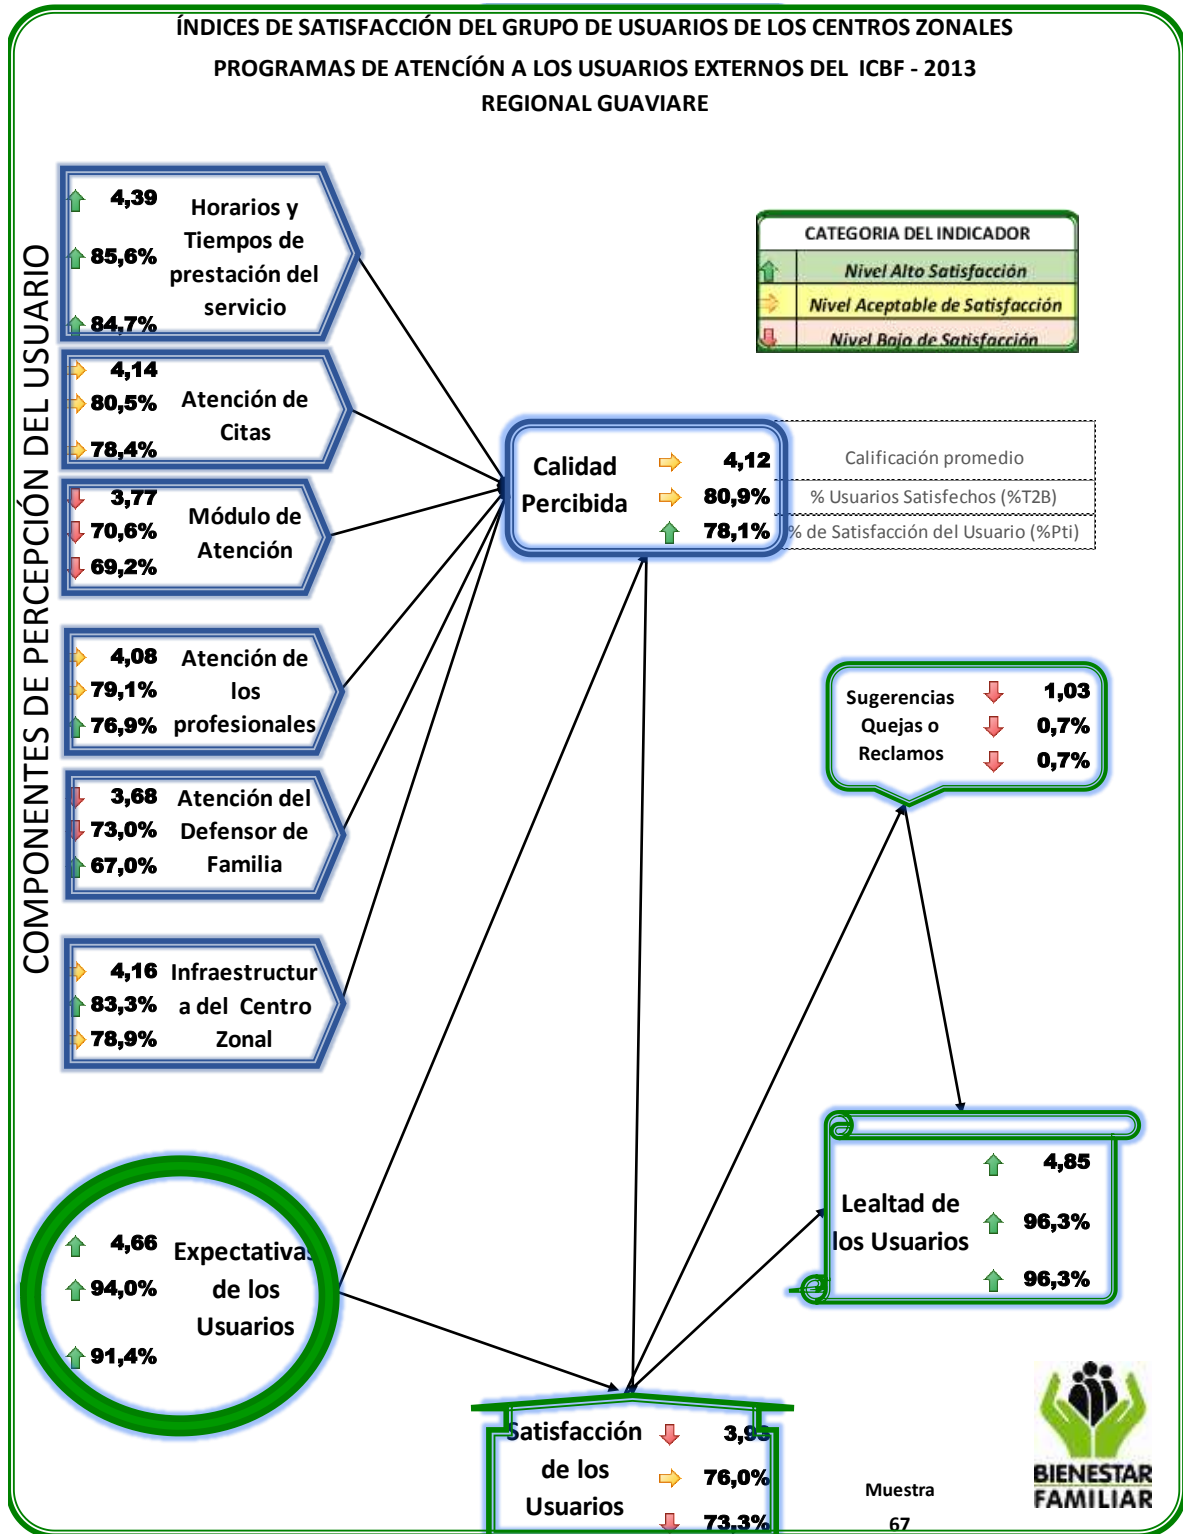 ÍNDICES DE SATISFACCIÓN DEL GRUPO DE USUARIOS DE LOS CENTROS ZONALES
PROGRAMAS DE ATENCÍÓN A LOS USUARIOS EXTERNOS DEL ICBF - 2013
REGIONAL GUAVIARE
COMPONENTES DE PERCEPCIÓN DEL USUARIO
4,39
85,6%
84,7%
Horarios y
Tiempos de
prestación del
servicio
4,14
80,5%
78,4%
Atención de
Citas
3,77
70,6%
69,2%
Módulo de
Atención
4,08
79,1%
76,9%
Atención de
los
profesionales
3,68
73,0%
67,0%
Atención del
Defensor de
Familia
4,16
83,3%
78,9%
Infraestructur
a del Centro
Zonal
4,66
94,0%
91,4%
Expectativas
de los
Usuarios
CATEGORIA DEL INDICADOR
Nivel Alto Satisfacción
Nivel Aceptable de Satisfacción
Nivel Bajo de Satisfacción
Calidad
Percibida
4,12
80,9%
78,1%
Calificación promedio
% Usuarios Satisfechos (%T2B)
% de Satisfacción del Usuario (%Pti)
Sugerencias
Quejas o
Reclamos
1,03
0,7%
0,7%
Lealtad de
los Usuarios
4,85
96,3%
96,3%
Satisfacción
de los
Usuarios
3,93
76,0%
73,3%
Muestra
67
BIENESTAR
FAMILIAR